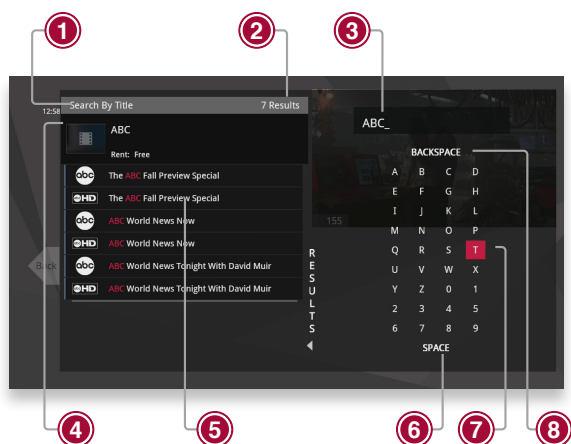 1
2
3
12:58
Search By Title
7 Results
ABC
Rent: Free
abc
The ABC Fall Preview Special
abc HD
The ABC Fall Preview Special
abc
ABC World News Now
abc HD
ABC World News Now
abc
ABC World News Tonight With David Muir
abc HD
ABC World News Tonight With David Muir
Back
RESULTS
155
ABC_
BACKSPACE
A B C D
E F G H
I J K L
M N O P
Q R S T
U V W X
Y Z 0 1
2 3 4 5
6 7 8 9
SPACE
4
5
6
7
8